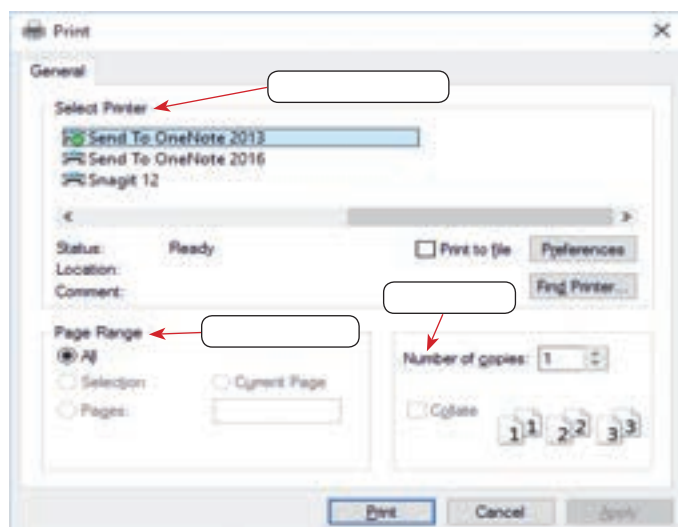 Print
General
Select Printer
Send To OneNote 2013
Send To OneNote 2016
Snagit 12
Status: Ready
Print to file
Preferences
Location:
Comment:
Find Printer...
Page Range
All
Selection
Current Page
Pages:
Number of copies: 1
Collate
1 1 2 2 3 3
Print
Cancel
Apply